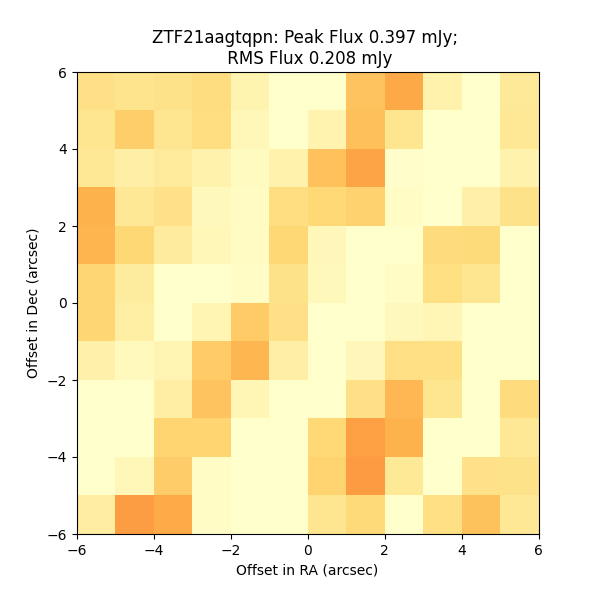 ZTF21aagtqpn: Peak Flux 0.397 mJy;
RMS Flux 0.208 mJy
6
4
2
0
−2
−4
−6
Offset in Dec (arcsec)
−6 −4 −2 0 2 4 6
Offset in RA (arcsec)